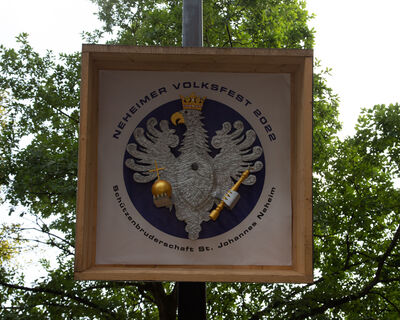 NEHEIMER VOLKSFEST 2022
Schützenbruderschaft St. Johannes Neheim